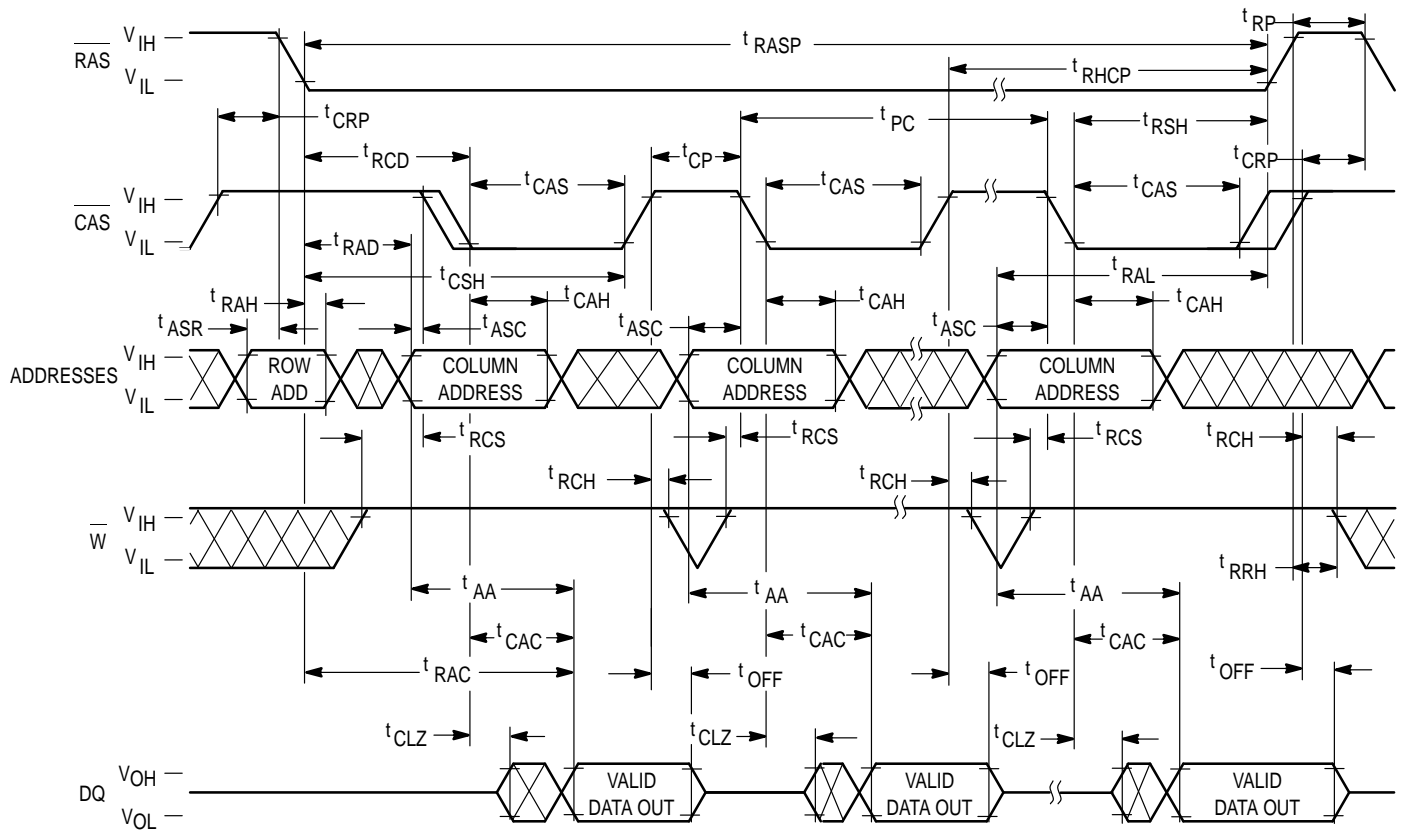 t RP
RAS
V IH
t RASP
V IL
t RHCP
t CRP
t PC
t RSH
t RCD
t CP
t CRP
t CAS
t CAS
t CAS
CAS
V IH
V IL
t RAD
t CSH
t RAL
t RAH
t CAH
t CAH
t CAH
t ASR
t ASC
t ASC
t ASC
ADDRESSES
V IH
V IL
ROW
ADD
COLUMN
ADDRESS
COLUMN
ADDRESS
COLUMN
ADDRESS
t RCS
t RCS
t RCS
t RCH
t RCH
t RCH
W
V IH
V IL
t RRH
t AA
t AA
t AA
t CAC
t CAC
t CAC
t RAC
t OFF
t OFF
t OFF
t CLZ
t CLZ
t CLZ
DQ
VOH
VOL
VALID
DATA OUT
VALID
DATA OUT
VALID
DATA OUT